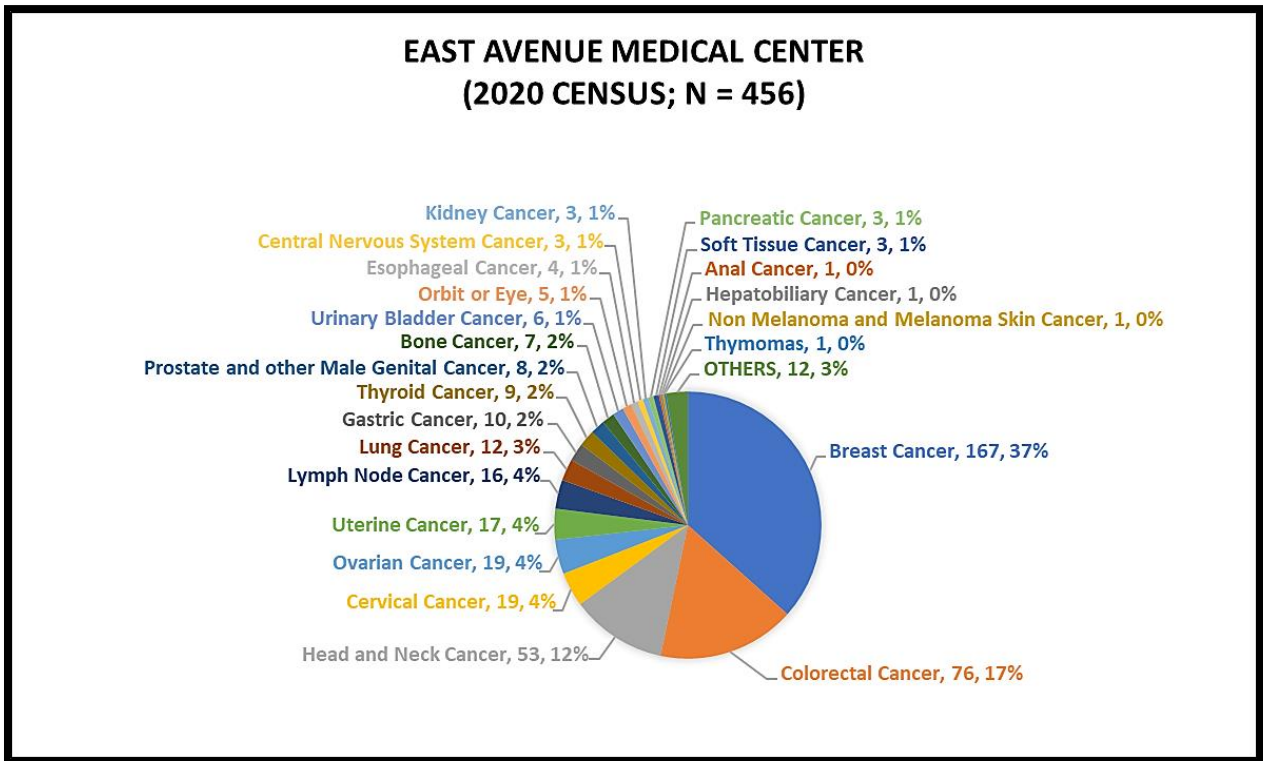 EAST AVENUE MEDICAL CENTER
(2020 CENSUS; N = 456)
Kidney Cancer, 3, 1%
Central Nervous System Cancer, 3, 1%
Esophageal Cancer, 4, 1%
Orbit or Eye, 5, 1%
Urinary Bladder Cancer, 6, 1%
Bone Cancer, 7, 2%
Prostate and other Male Genital Cancer, 8, 2%
Thyroid Cancer, 9, 2%
Gastric Cancer, 10, 2%
Lung Cancer, 12, 3%
Lymph Node Cancer, 16, 4%
Uterine Cancer, 17, 4%
Ovarian Cancer, 19, 4%
Cervical Cancer, 19, 4%
Head and Neck Cancer, 53, 12%
Pancreatic Cancer, 3, 1%
Soft Tissue Cancer, 3, 1%
Anal Cancer, 1, 0%
Hepatobiliary Cancer, 1, 0%
Non Melanoma and Melanoma Skin Cancer, 1, 0%
Thymomas, 1, 0%
OTHERS, 12, 3%
Breast Cancer, 167, 37%
Colorectal Cancer, 76, 17%